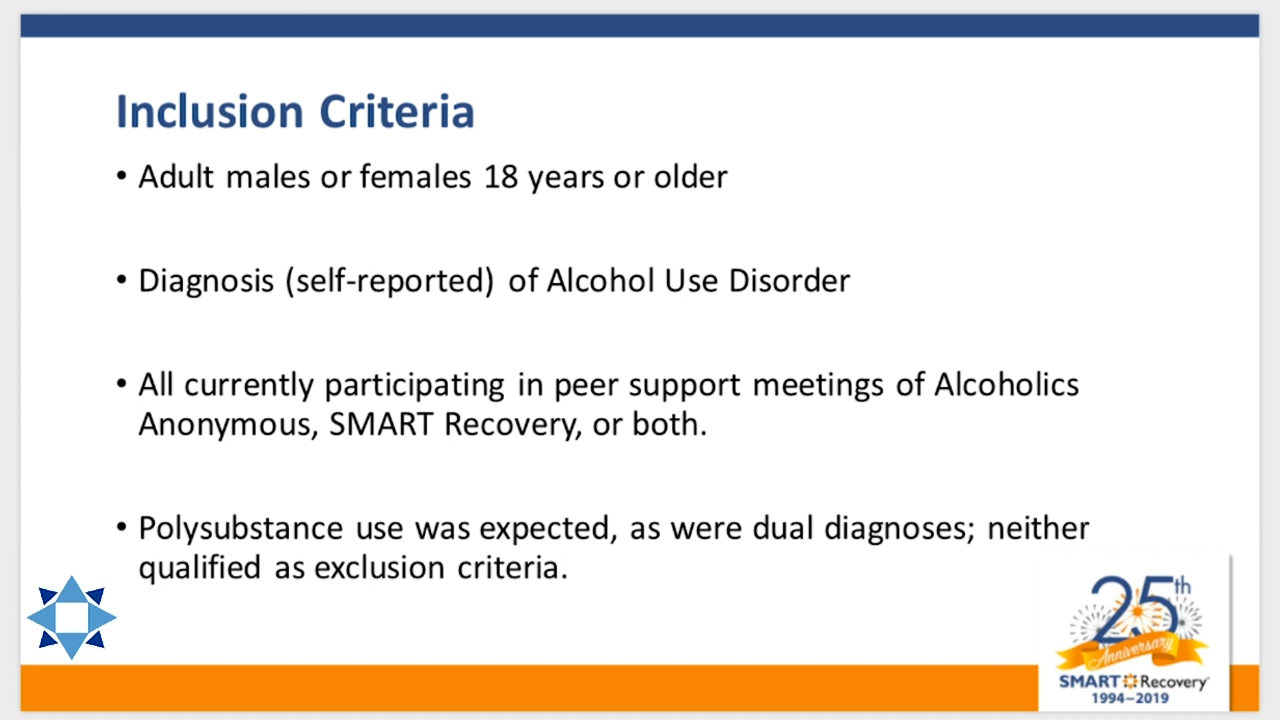 Inclusion Criteria
• Adult males or females 18 years or older
• Diagnosis (self-reported) of Alcohol Use Disorder
• All currently participating in peer support meetings of Alcoholics
Anonymous, SMART Recovery, or both.
• Polysubstance use was expected, as were dual diagnoses; neither
qualified as exclusion criteria.
25th
Anniversary
SMART Recovery
1994–2019